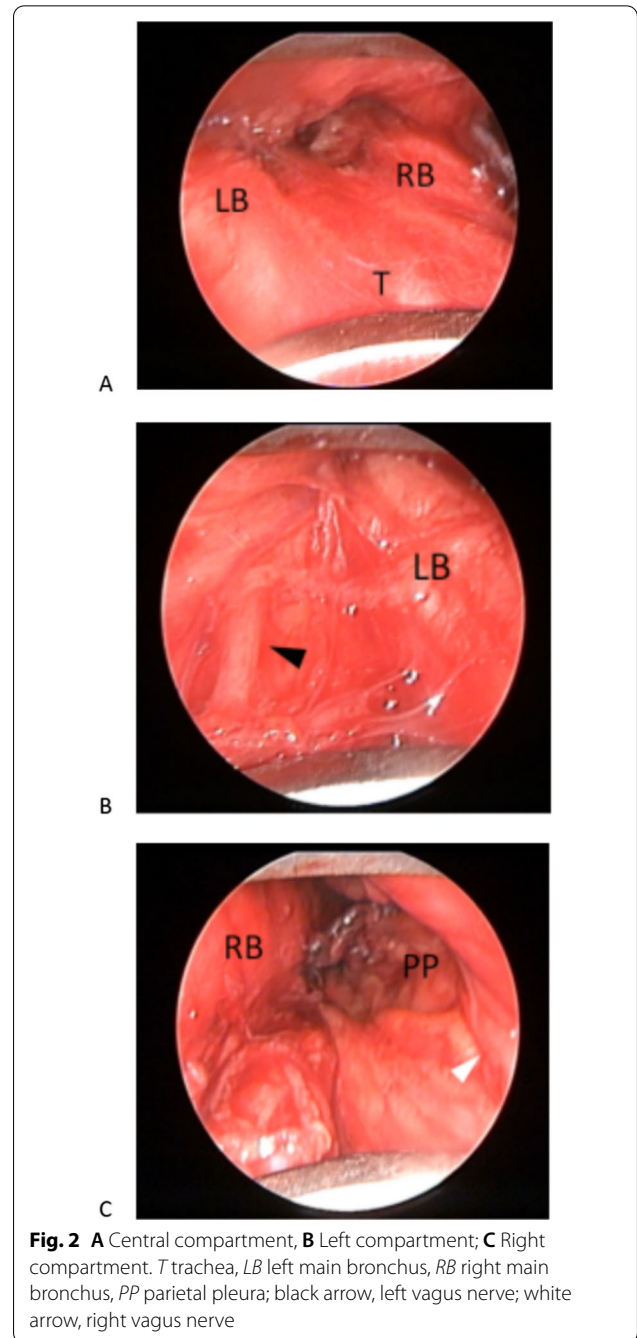 LB
RB
T
A
LB
B
RB
PP
C
Fig. 2 A Central compartment, B Left compartment; C Right
compartment. T trachea, LB left main bronchus, RB right main
bronchus, PP parietal pleura; black arrow, left vagus nerve; white
arrow, right vagus nerve